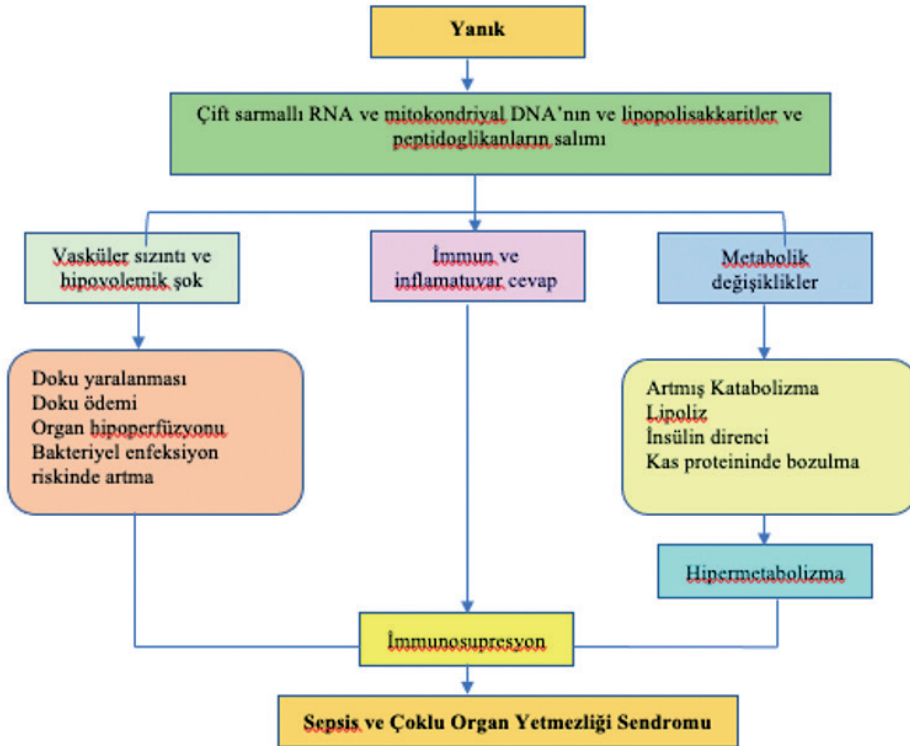 Yanık
Çift sarmallı RNA ve mitokondriyal DNA’nın ve lipopolisakkaritler ve
peptidoglikanların salımı
Vasküler sızıntı ve
hipovolemik şok
İmmun ve
inflamatuvar cevap
Metabolik
değişiklikler
Doku yaralanması
Doku ödemi
Organ hipoperfüzyonu
Bakteriyel enfeksiyon
riskinde artma
Artmış Katabolizma
Lipoliz
İnsülin direnci
Kas proteininde bozulma
Hipermetabolizma
İmmunosupresyon
Sepsis ve Çoklu Organ Yetmezliği Sendromu